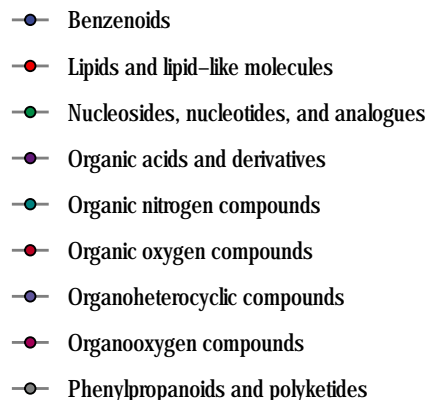 Benzenoids
Lipids and lipid–like molecules
Nucleosides, nucleotides, and analogues
Organic acids and derivatives
Organic nitrogen compounds
Organic oxygen compounds
Organoheterocyclic compounds
Organooxygen compounds
Phenylpropanoids and polyketides